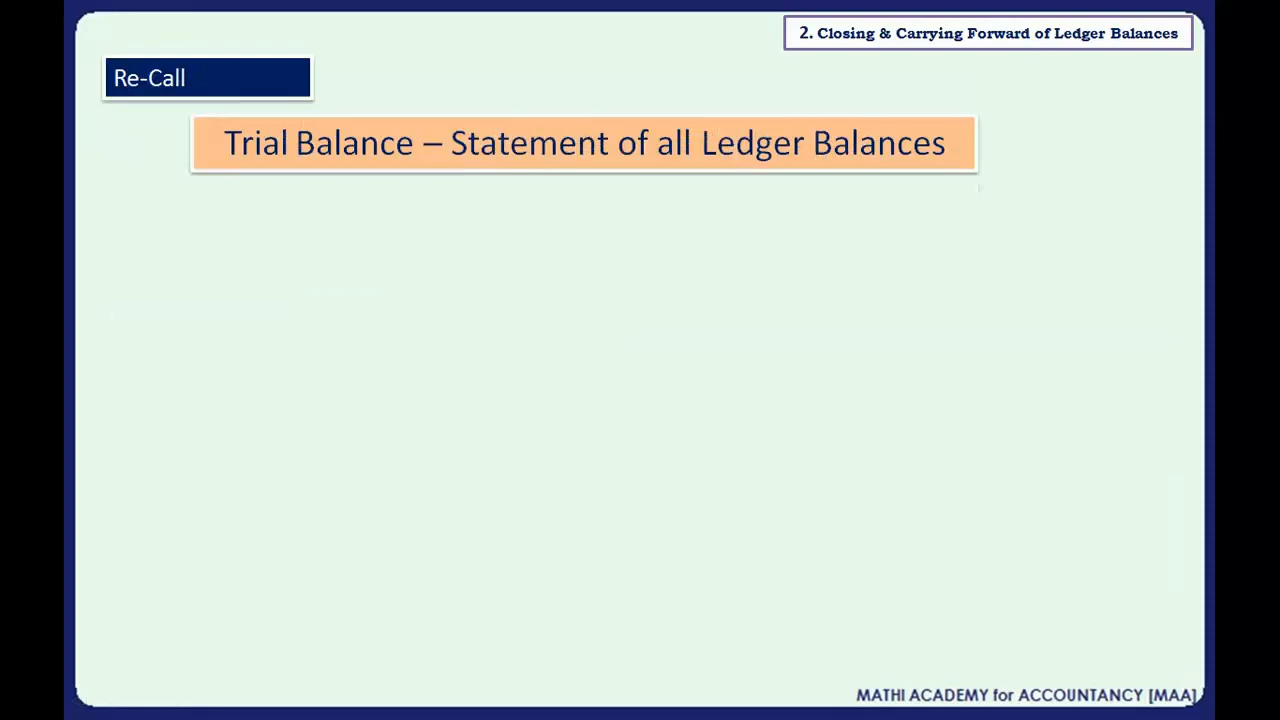 2. Closing & Carrying Forward of Ledger Balances
Re-Call
Trial Balance – Statement of all Ledger Balances
MATHI ACADEMY for ACCOUNTANCY [MAA]